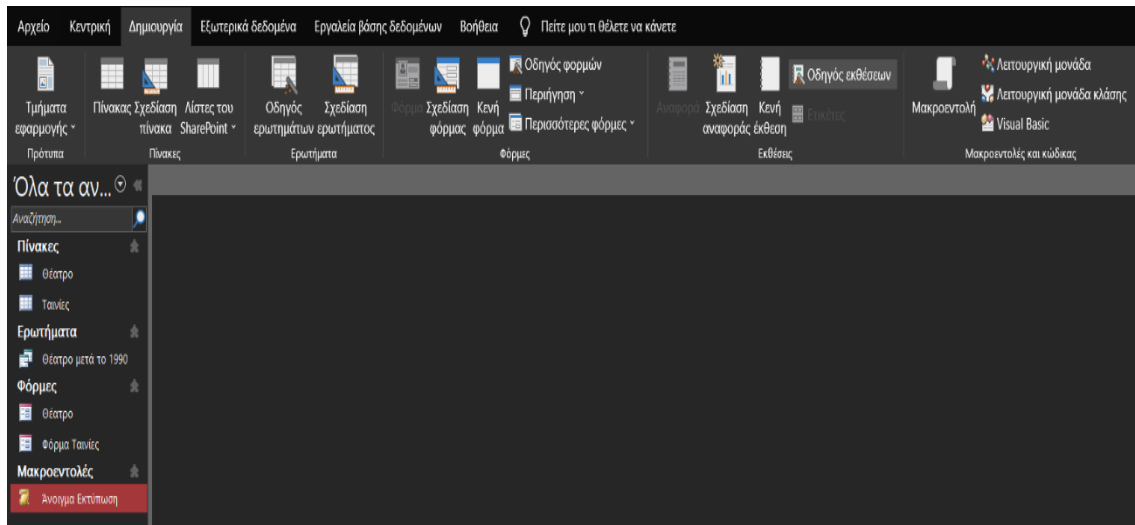 Αρχείο Κεντρική Δημιουργία Εξωτερικά δεδομένα Εργαλεία βάσης δεδομένων Βοήθεια Πείτε μου τι θέλετε να κάνετε
Τμήματα εφαρμογής
Πρότυπα
Πίνακας
Σχεδίαση πίνακα
Λίστες του SharePoint
Πίνακες
Οδηγός ερωτημάτων
Σχεδίαση ερωτήματος
Ερωτήματα
Φόρμα
Σχεδίαση φόρμας
Κενή φόρμα
Οδηγός φορμών
Περιήγηση
Περισσότερες φόρμες
Φόρμες
Αναφορά
Σχεδίαση αναφοράς
Κενή έκθεση
Οδηγός εκθέσεων
Ετικέτες
Εκθέσεις
Μακροεντολή
Λειτουργική μονάδα
Λειτουργική μονάδα κλάσης
Visual Basic
Μακροεντολές και κώδικας
Όλα τα αν...
Αναζήτηση...
Πίνακες
Θέατρο
Ταινίες
Ερωτήματα
Θέατρο μετά το 1990
Φόρμες
Θέατρο
Φόρμα Ταινίες
Μακροεντολές
Άνοιγμα Εκτύπωση